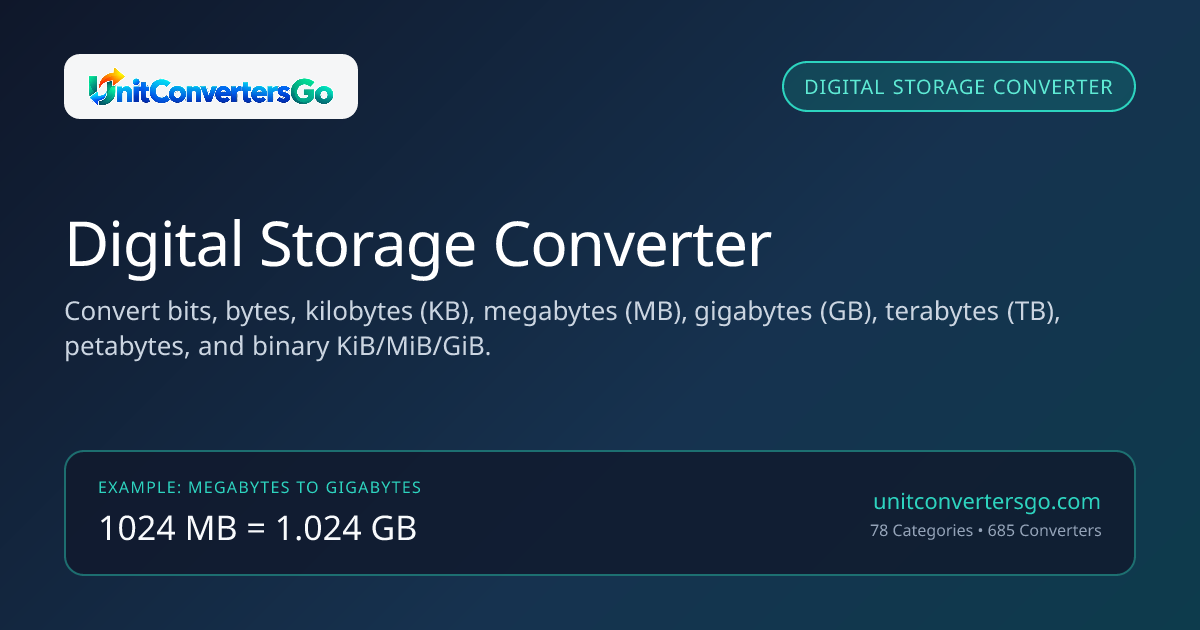 UnitConvertersGo
DIGITAL STORAGE CONVERTER
Digital Storage Converter
Convert bits, bytes, kilobytes (KB), megabytes (MB), gigabytes (GB), terabytes (TB),
petabytes, and binary KiB/MiB/GiB.
EXAMPLE: MEGABYTES TO GIGABYTES
1024 MB = 1.024 GB
unitconvertersgo.com
78 Categories • 685 Converters